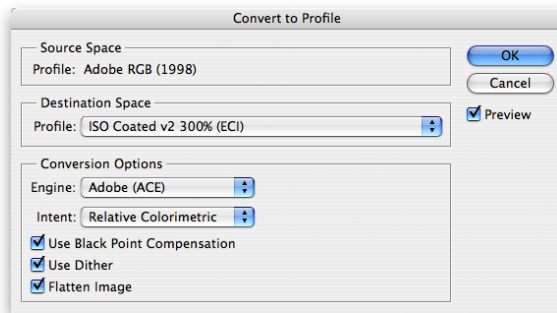 Convert to Profile
Source Space
Profile: Adobe RGB (1998)
OK
Cancel
Destination Space
Profile: ISO Coated v2 300% (ECI)
Preview
Conversion Options
Engine: Adobe (ACE)
Intent: Relative Colorimetric
Use Black Point Compensation
Use Dither
Flatten Image